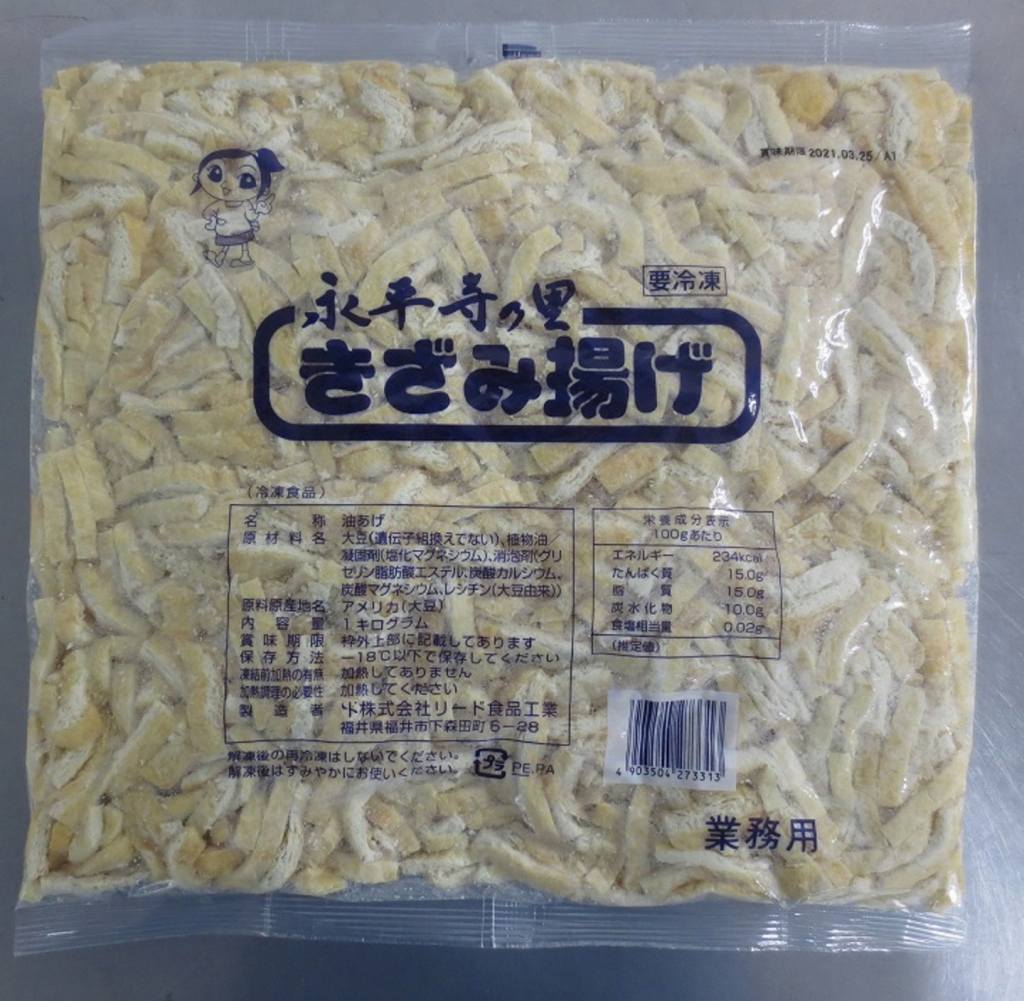 賞味期限 2021.03.25/A1
要冷凍
永平寺の里
きざみ揚げ
(冷凍食品)
名称 油あげ
原材料名 大豆(遺伝子組換えでない)、植物油/
凝固剤(塩化マグネシウム)、消泡剤(グリ
セリン脂肪酸エステル、炭酸カルシウム、
炭酸マグネシウム、レシチン(大豆由来))
原料原産地名 アメリカ(大豆)
内容量 1キログラム
賞味期限 枠外上部に記載してあります
保存方法 -18℃以下で保存してください
凍結前加熱の有無 加熱してありません
加熱調理の必要性 加熱してください
製造者 株式会社リード食品工業
福井県福井市下森田町5-28
解凍後の再冷凍はしないでください。
解凍後はすみやかにお使いください。
プラ PE,PA
栄養成分表示
100gあたり
エネルギー 234kcal
たんぱく質 15.0g
脂質 15.0g
炭水化物 10.0g
食塩相当量 0.02g
(推定値)
4 903504 273313
業務用